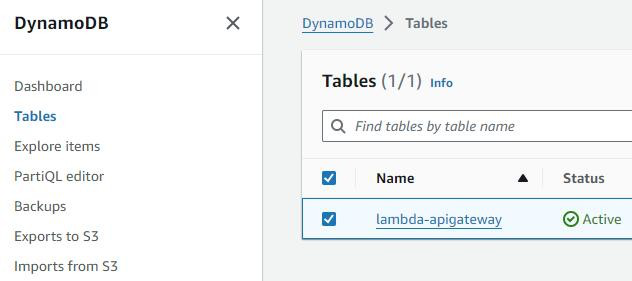 DynamoDB
Dashboard
Tables
Explore items
PartiQL editor
Backups
Exports to S3
Imports from S3
DynamoDB > Tables
Tables (1/1) Info
Find tables by table name
Name Status
lambda-apigateway Active